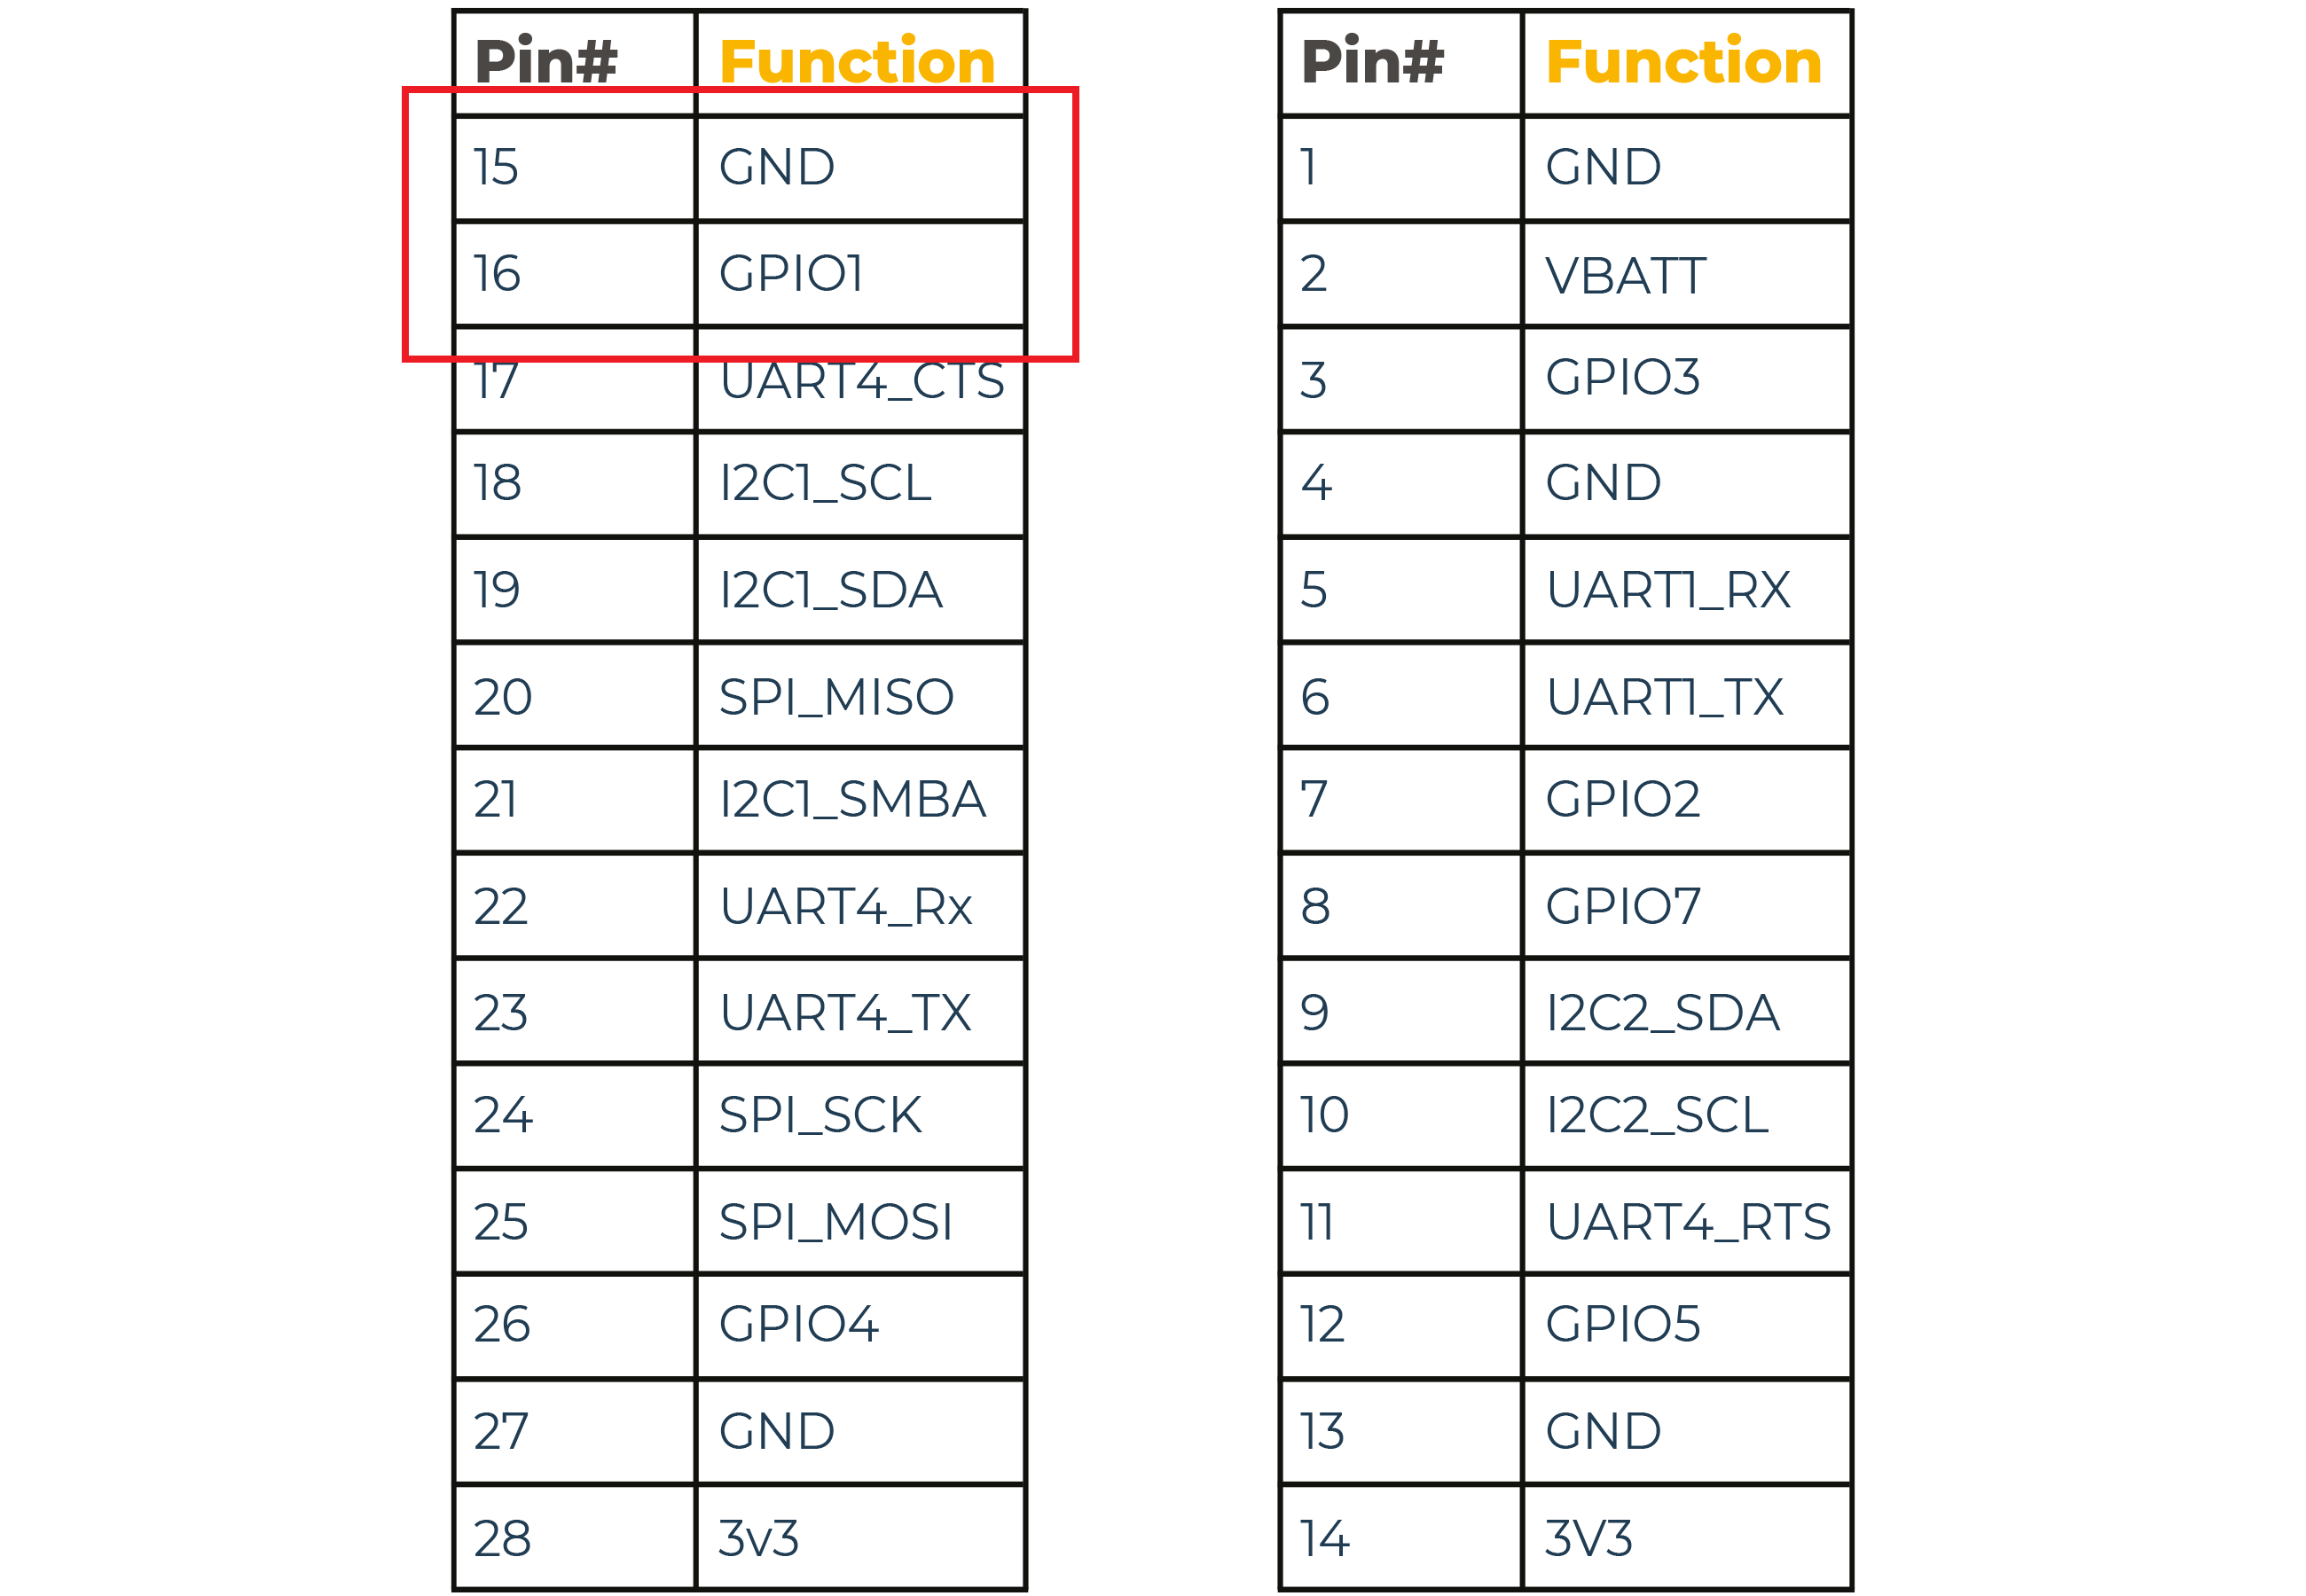 Pin# Function
15 GND
16 GPIO1
17 UART4_CTS
18 I2C1_SCL
19 I2C1_SDA
20 SPI_MISO
21 I2C1_SMBA
22 UART4_Rx
23 UART4_TX
24 SPI_SCK
25 SPI_MOSI
26 GPIO4
27 GND
28 3v3
Pin# Function
1 GND
2 VBATT
3 GPIO3
4 GND
5 UART1_RX
6 UART1_TX
7 GPIO2
8 GPIO7
9 I2C2_SDA
10 I2C2_SCL
11 UART4_RTS
12 GPIO5
13 GND
14 3V3